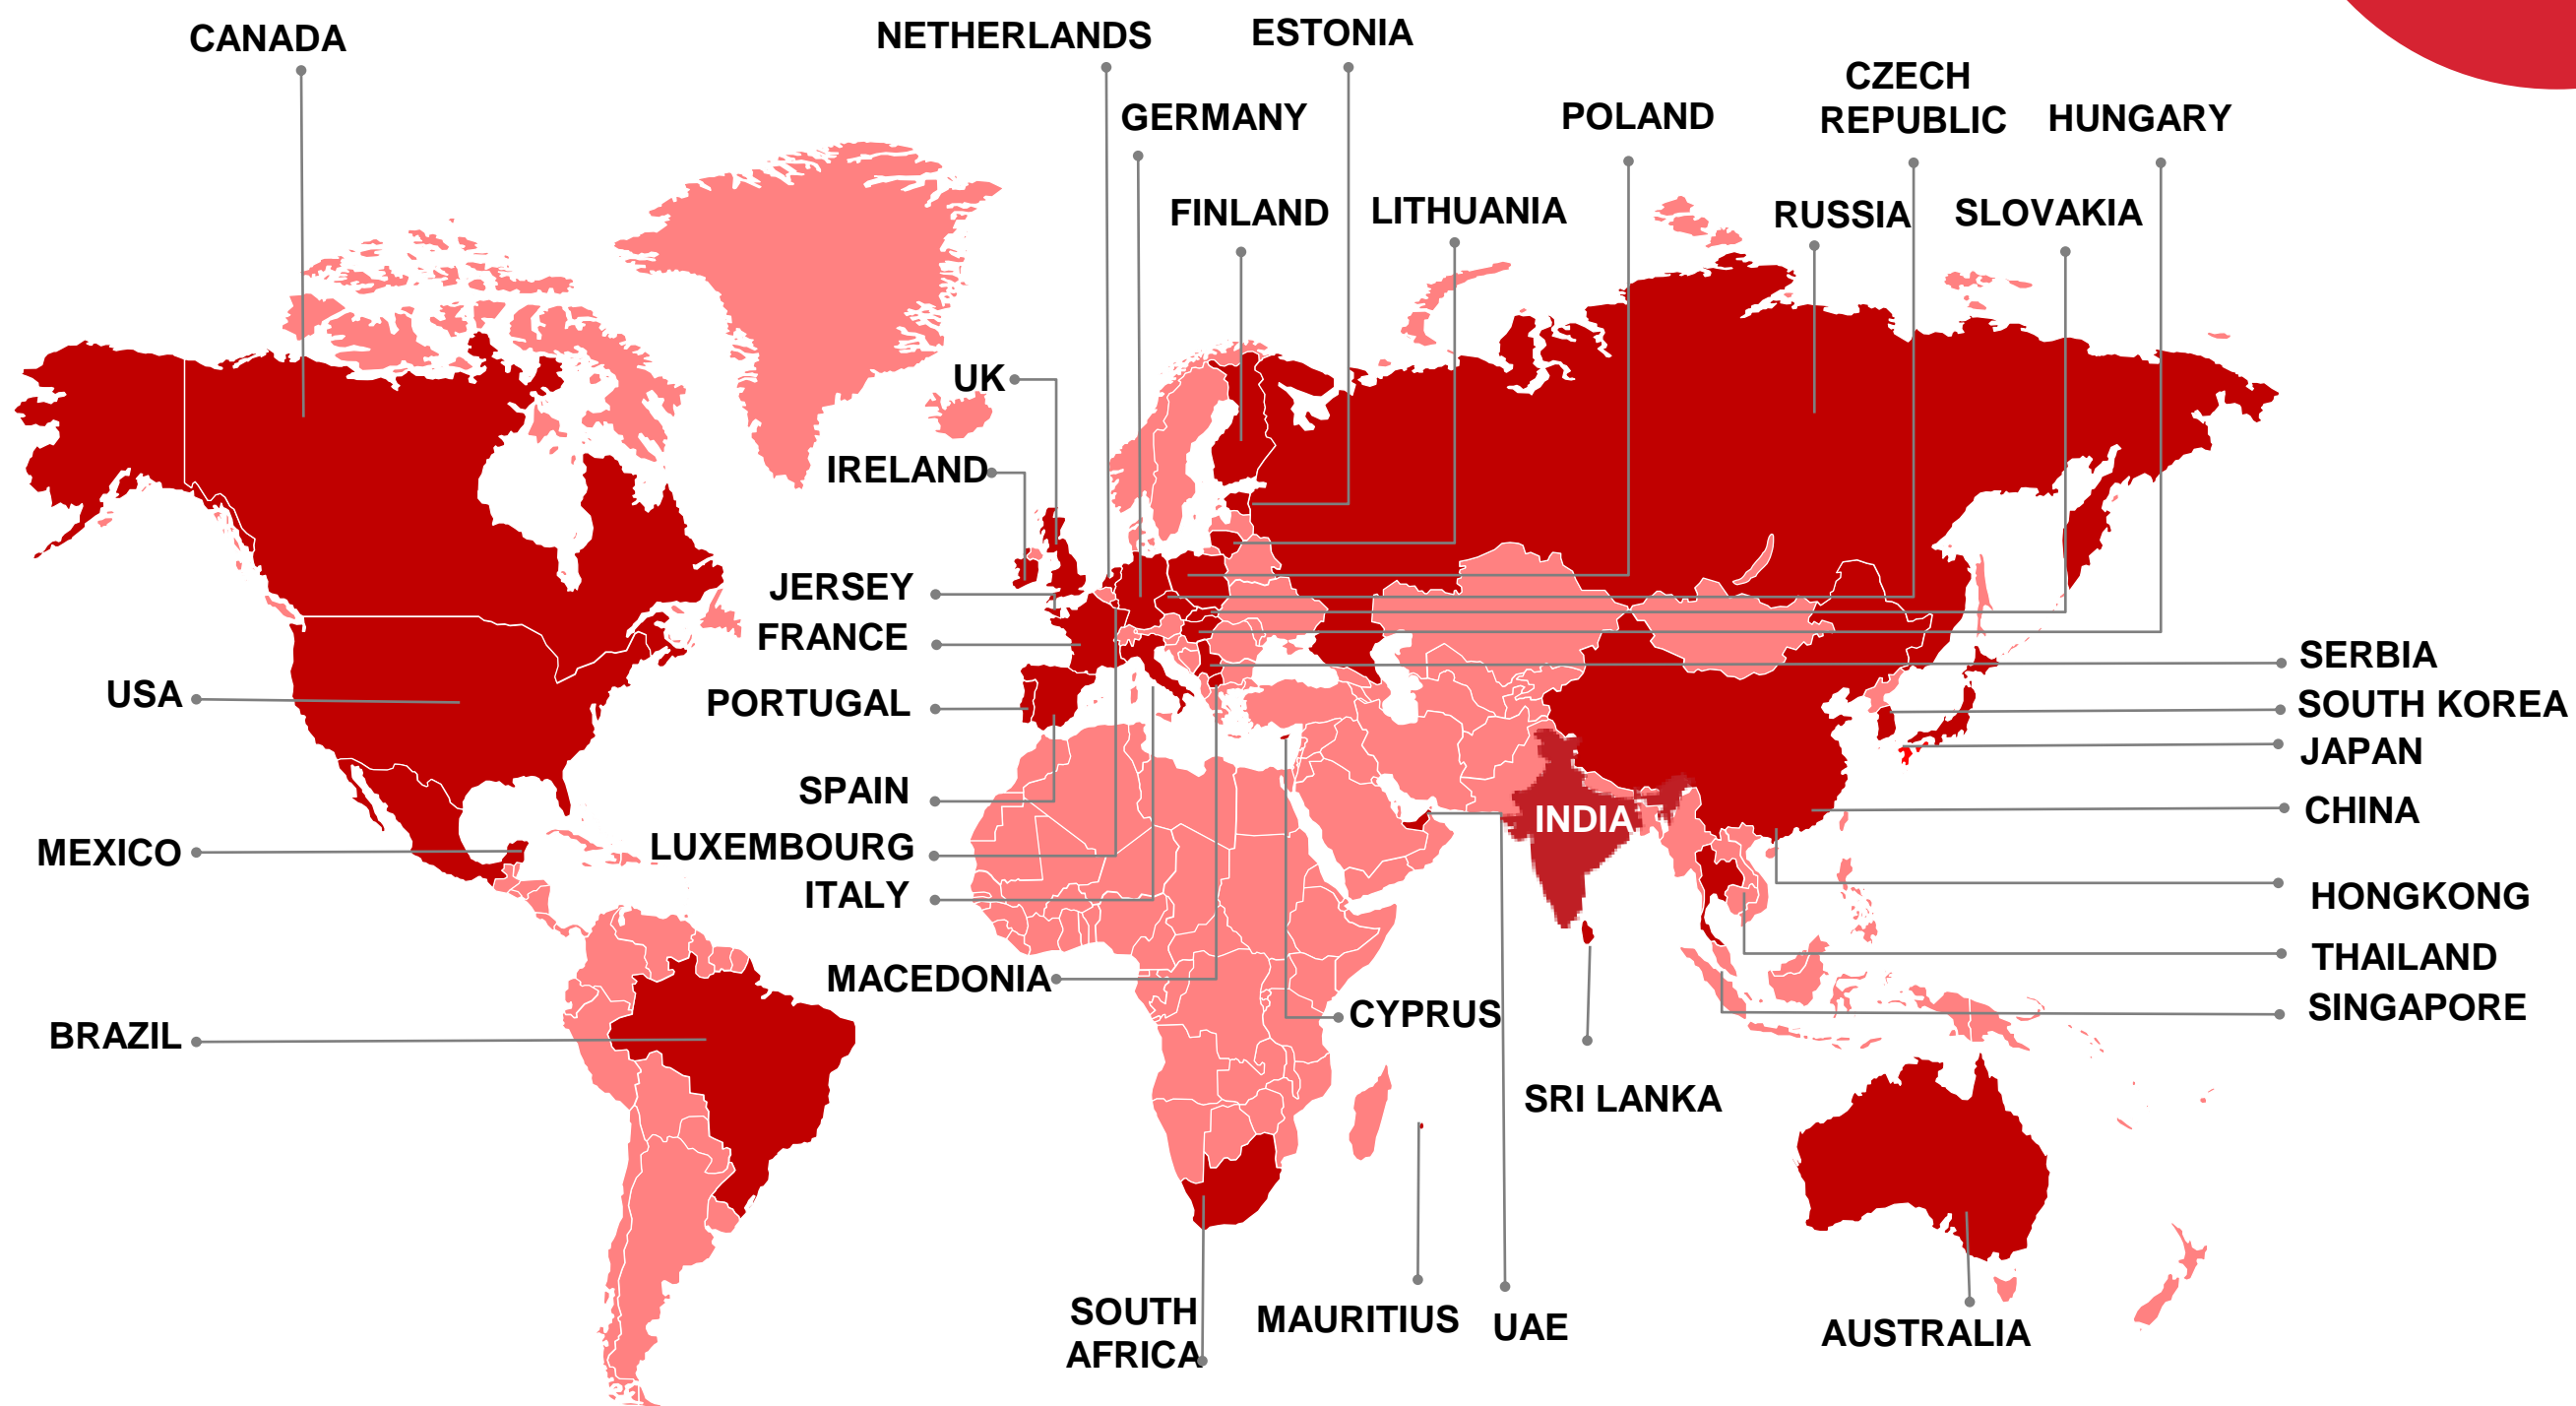 CANADA
NETHERLANDS
ESTONIA
CZECH
REPUBLIC
GERMANY
POLAND
HUNGARY
FINLAND
LITHUANIA
RUSSIA
SLOVAKIA
UK
IRELAND
JERSEY
FRANCE
SERBIA
USA
PORTUGAL
SOUTH KOREA
JAPAN
SPAIN
INDIA
CHINA
MEXICO
LUXEMBOURG
ITALY
HONGKONG
MACEDONIA
THAILAND
BRAZIL
CYPRUS
SINGAPORE
SRI LANKA
SOUTH
AFRICA
MAURITIUS
UAE
AUSTRALIA